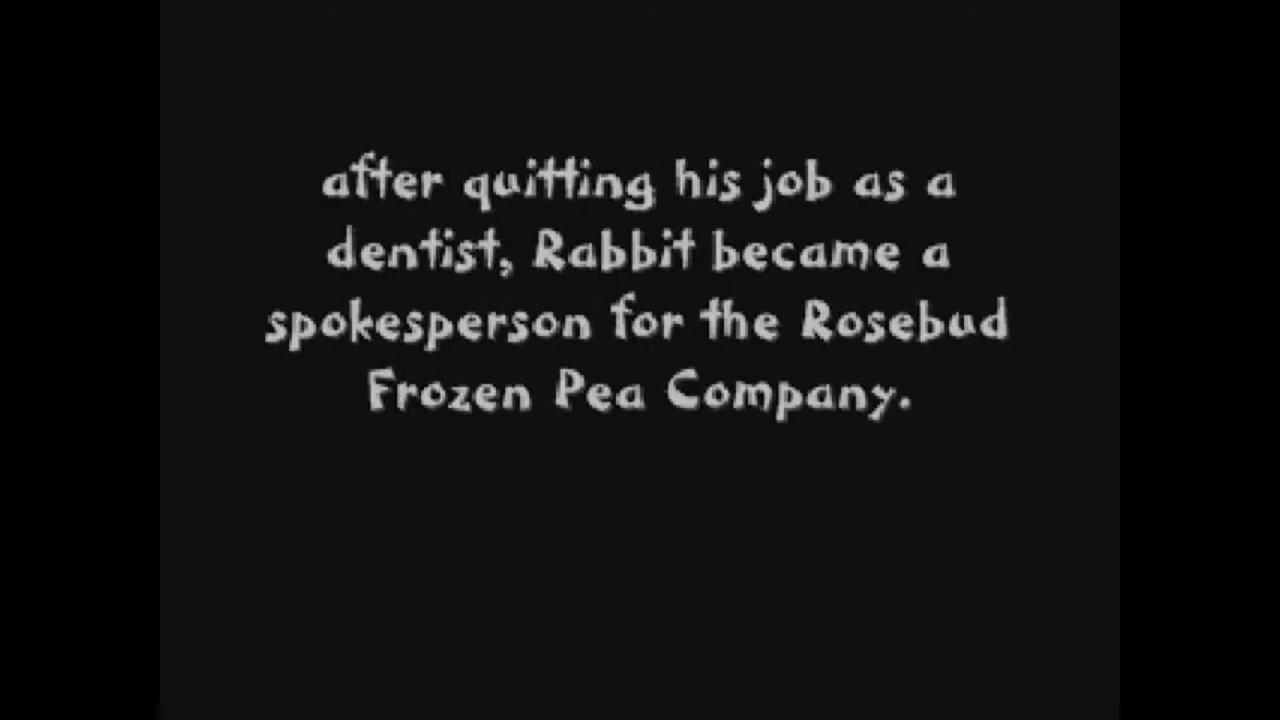 after quitting his job as a
dentist, Rabbit became a
spokesperson for the Rosebud
Frozen Pea Company.